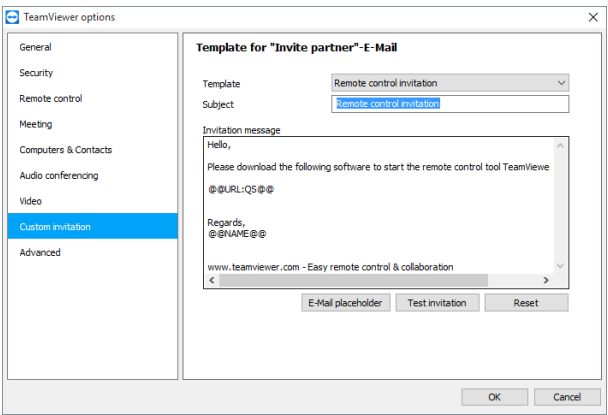 TeamViewer options
General
Security
Remote control
Meeting
Computers & Contacts
Audio conferencing
Video
Custom invitation
Advanced
Template for "Invite partner"-E-Mail
Template
Remote control invitation
Subject
Remote control invitation
Invitation message
Hello,
Please download the following software to start the remote control tool TeamViewe
@@URL:QS@@
Regards,
@@NAME@@
www.teamviewer.com - Easy remote control & collaboration
E-Mail placeholder
Test invitation
Reset
OK
Cancel